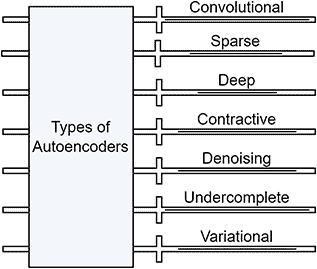 Convolutional
Sparse
Deep
Contractive
Types of
Autoencoders
Denoising
Undercomplete
Variational